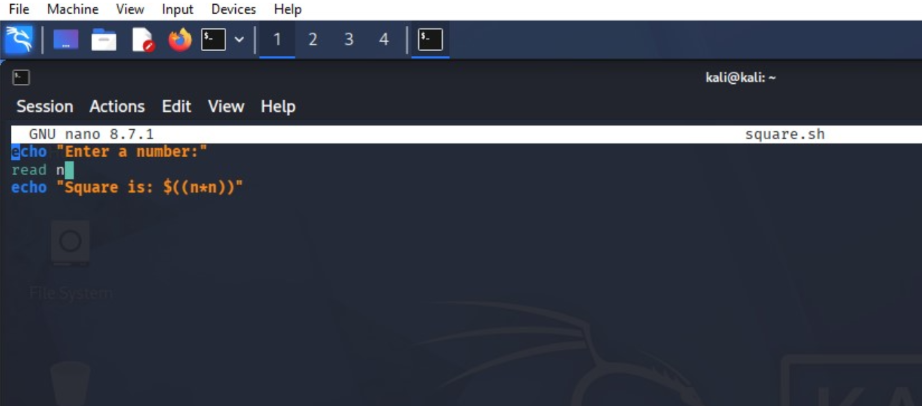 File Machine View Input Devices Help
1 2 3 4
kali@kali: ~
Session Actions Edit View Help
GNU nano 8.7.1 square.sh
echo "Enter a number:"
read n
echo "Square is: $((n*n))"
File System
KA